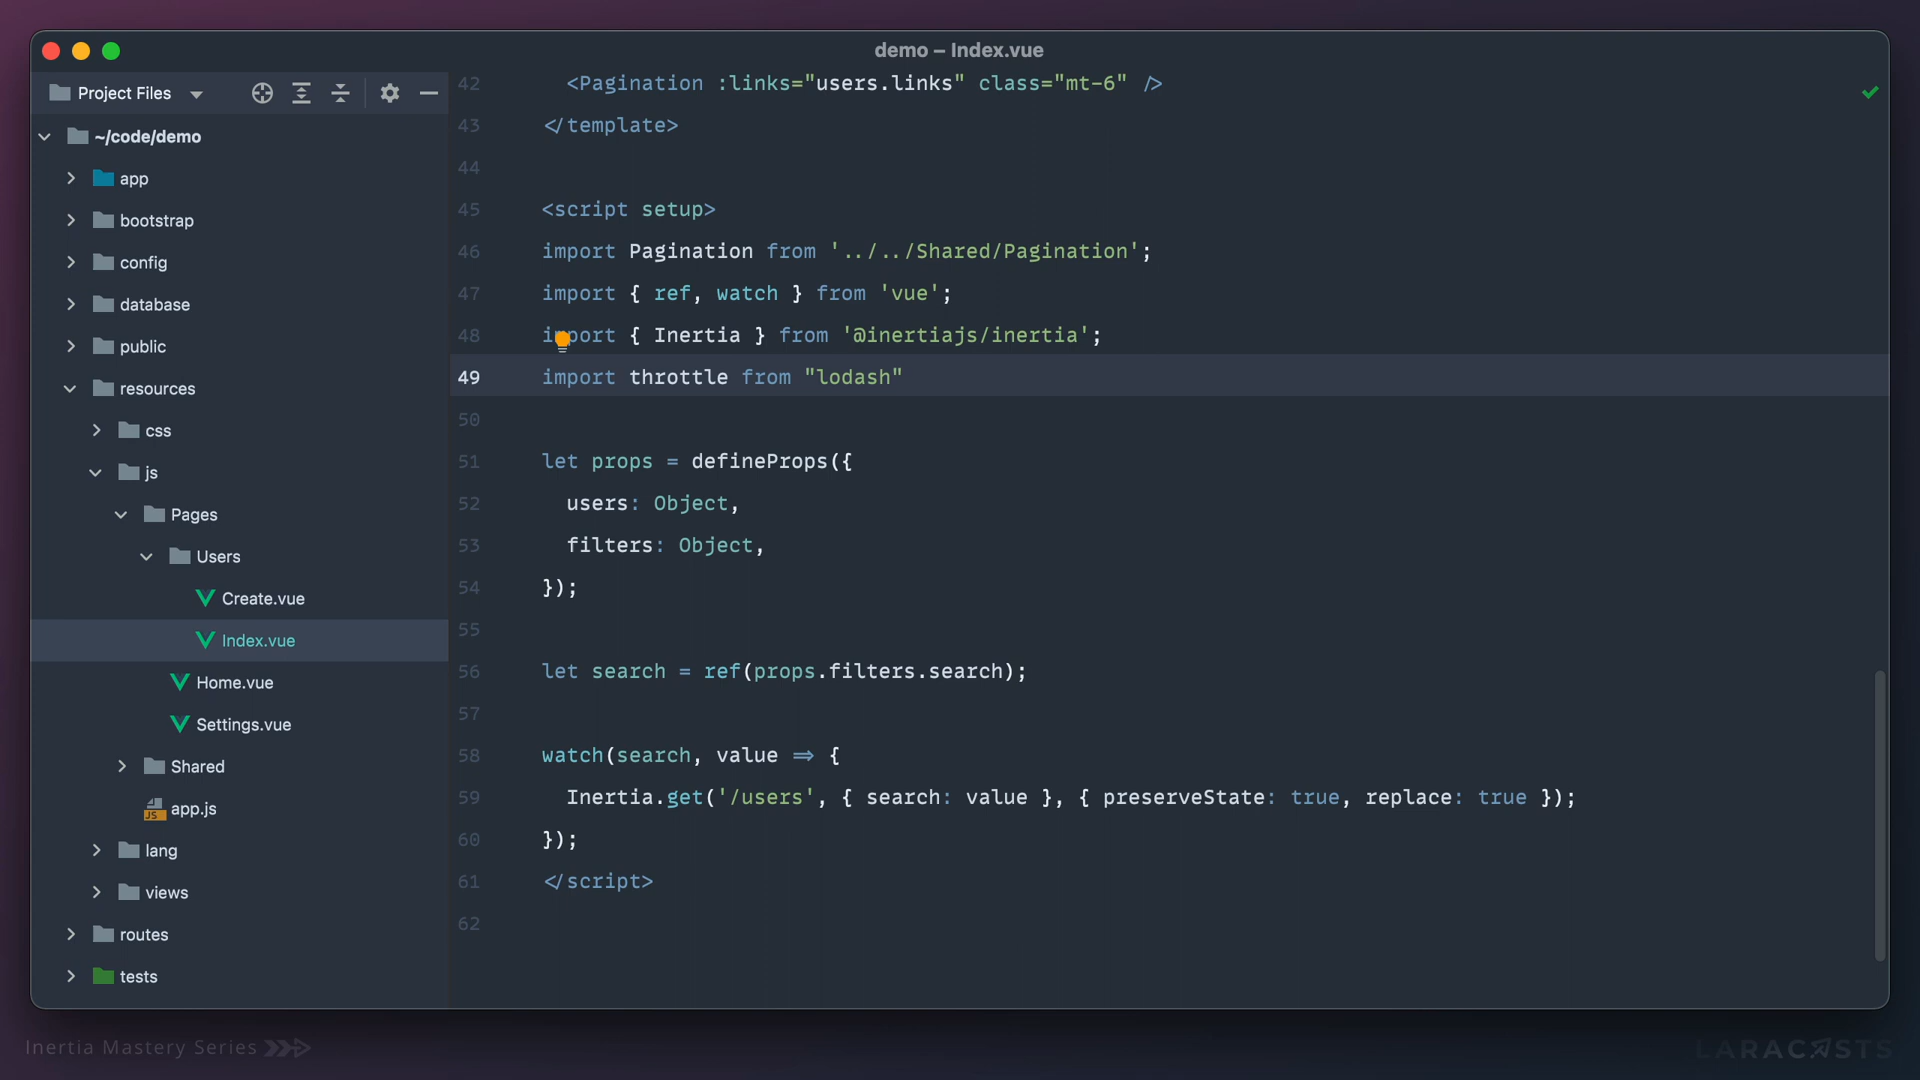 demo – Index.vue
Project Files
~/code/demo
app
bootstrap
config
database
public
resources
css
js
Pages
Users
Create.vue
Index.vue
Home.vue
Settings.vue
Shared
JS app.js
lang
views
routes
tests
42 <Pagination :links="users.links" class="mt-6" />
43 </template>
44
45 <script setup>
46 import Pagination from '../../Shared/Pagination';
47 import { ref, watch } from 'vue';
48 import { Inertia } from '@inertiajs/inertia';
49 import throttle from "lodash"
50
51 let props = defineProps({
52 users: Object,
53 filters: Object,
54 });
55
56 let search = ref(props.filters.search);
57
58 watch(search, value => {
59 Inertia.get('/users', { search: value }, { preserveState: true, replace: true });
60 });
61 </script>
62
Inertia Mastery Series
LARACASTS